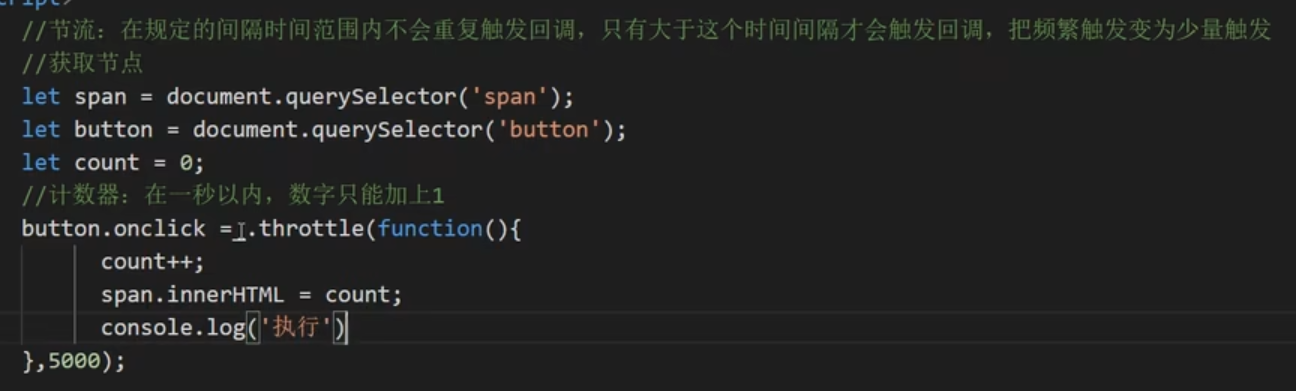 cript>
//节流：在规定的间隔时间范围内不会重复触发回调，只有大于这个时间间隔才会触发回调，把频繁触发变为少量触发
//获取节点
let span = document.querySelector('span');
let button = document.querySelector('button');
let count = 0;
//计数器：在一秒以内，数字只能加上1
button.onclick =_.throttle(function(){
count++;
span.innerHTML = count;
console.log('执行')
},5000);